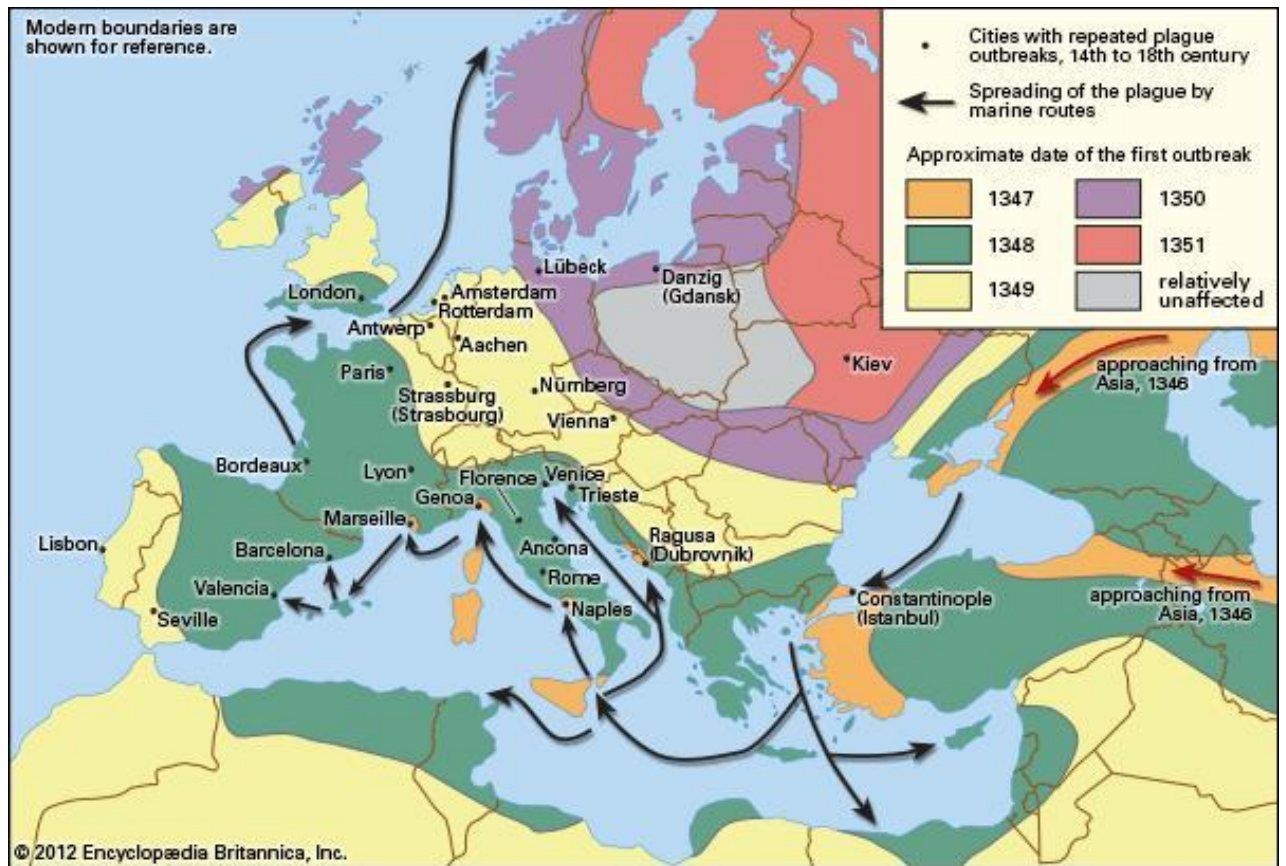 Modern boundaries are
shown for reference.
Cities with repeated plague
outbreaks, 14th to 18th century
Spreading of the plague by
marine routes
Approximate date of the first outbreak
1347
1350
1348
1351
1349
relatively
unaffected
Lübeck
Danzig
(Gdansk)
London
Amsterdam
Rotterdam
Antwerp
Aachen
Kiev
approaching from
Asia, 1346
Paris
Strassburg
(Strasbourg)
Nürnberg
Vienna
Bordeaux
Lyon
Florence
Venice
Trieste
Genoa
Marseille
Lisbon
Barcelona
Ancona
Ragusa
(Dubrovnik)
Valencia
Rome
Seville
Naples
Constantinople
(Istanbul)
approaching from
Asia, 1346
© 2012 Encyclopædia Britannica, Inc.